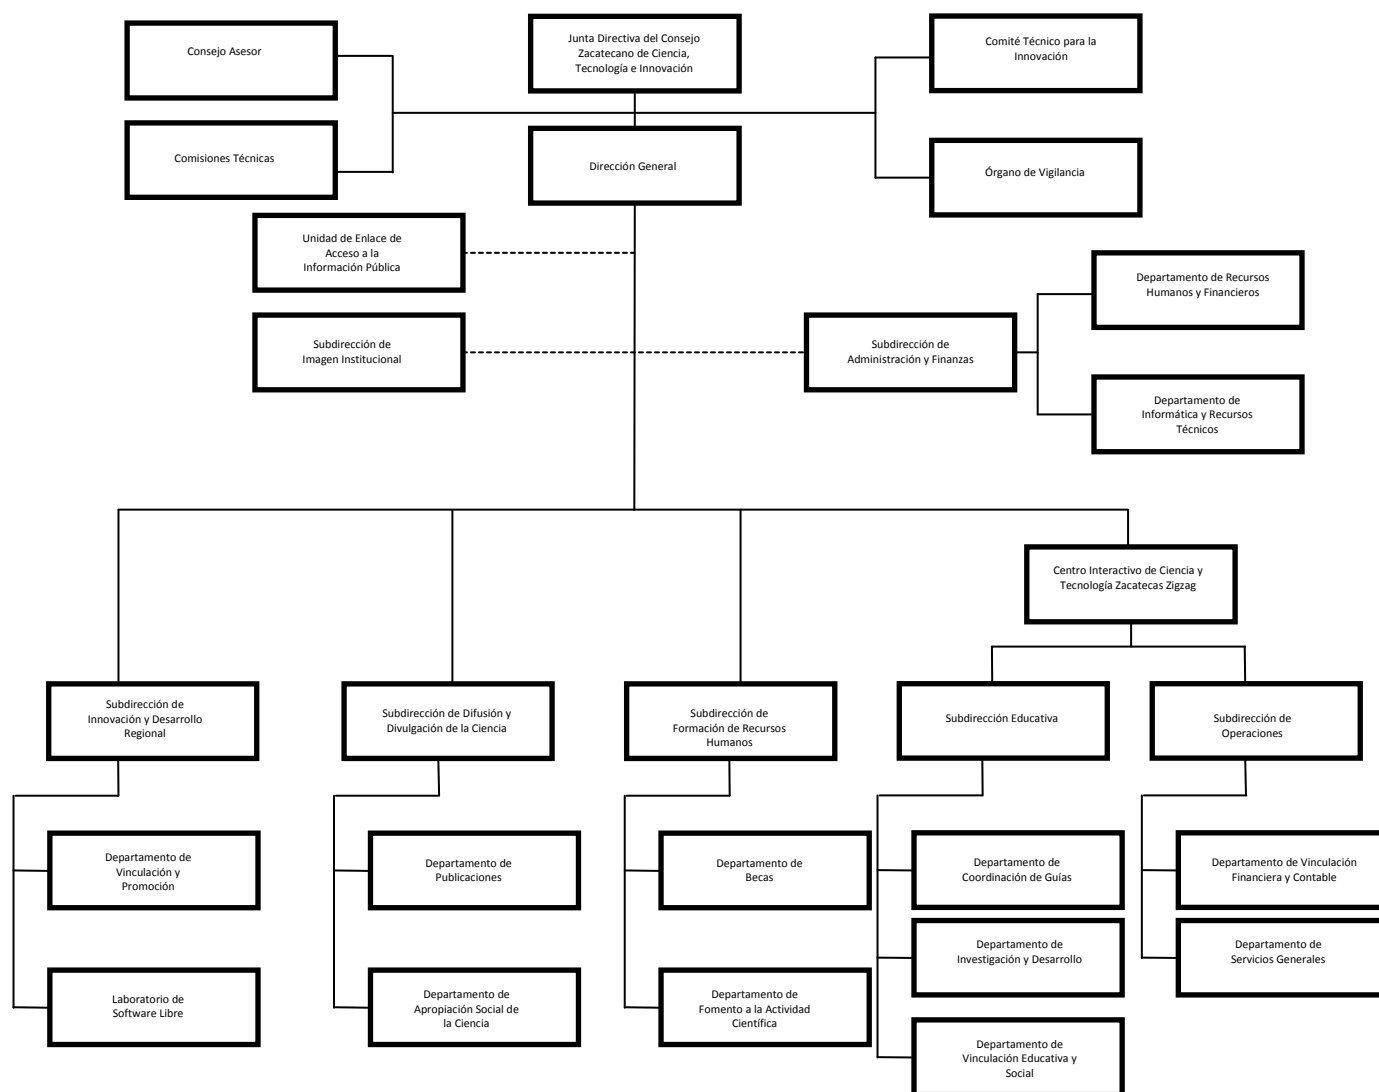 Consejo Asesor
Junta Directiva del Consejo
Zacatecano de Ciencia,
Tecnología e Innovación
Comité Técnico para la
Innovación
Comisiones Técnicas
Dirección General
Órgano de Vigilancia
Unidad de Enlace de
Acceso a la
Información Pública
Departamento de Recursos
Humanos y Financieros
Subdirección de
Imagen Institucional
Subdirección de
Administración y Finanzas
Departamento de
Informática y Recursos
Técnicos
Centro Interactivo de Ciencia y
Tecnología Zacatecas Zigzag
Subdirección de
Innovación y Desarrollo
Regional
Subdirección de Difusión y
Divulgación de la Ciencia
Subdirección de
Formación de Recursos
Humanos
Subdirección Educativa
Subdirección de
Operaciones
Departamento de
Vinculación y
Promoción
Departamento de
Publicaciones
Departamento de
Becas
Departamento de
Coordinación de Guías
Departamento de Vinculación
Financiera y Contable
Departamento de
Investigación y Desarrollo
Departamento de
Servicios Generales
Laboratorio de
Software Libre
Departamento de
Apropiación Social de
la Ciencia
Departamento de
Fomento a la Actividad
Científica
Departamento de
Vinculación Educativa y
Social